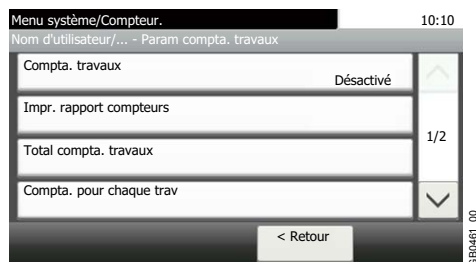 Menu système/Compteur.
10:10
Nom d'utilisateur/... - Param compta. travaux
Compta. travaux
Désactivé
Impr. rapport compteurs
1/2
Total compta. travaux
Compta. pour chaque trav
< Retour
GB0461_00